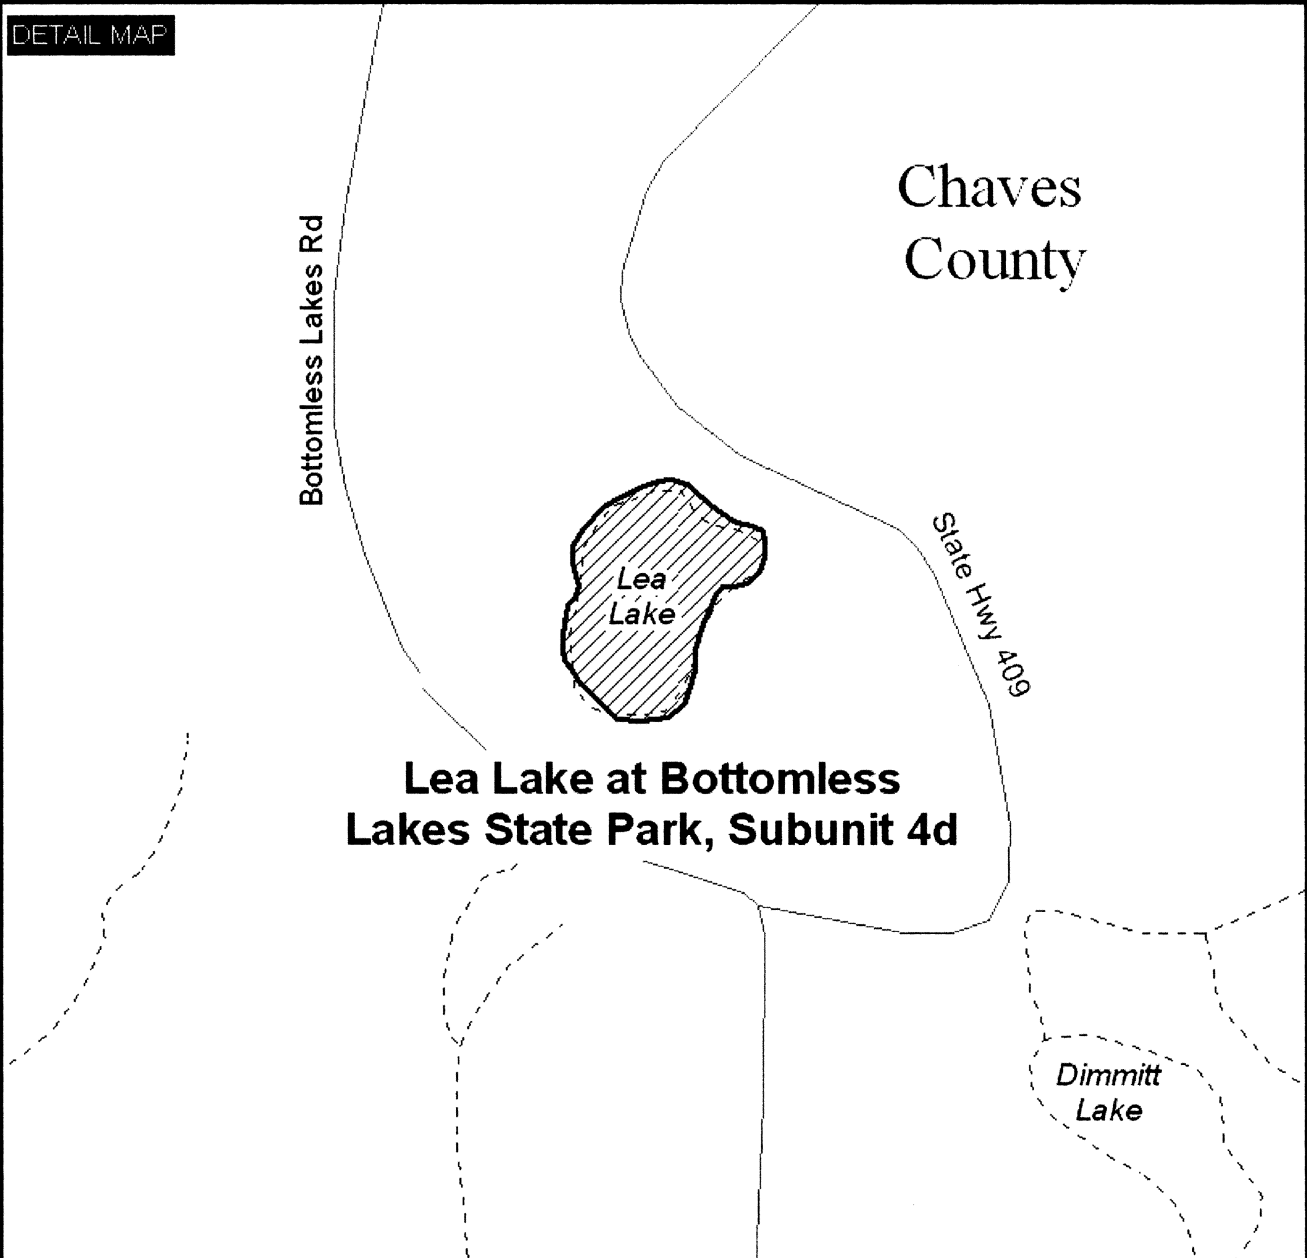 DETAIL MAP
Chaves
County
Bottomless Lakes Rd
Lea
Lake
State Hwy 409
Lea Lake at Bottomless
Lakes State Park, Subunit 4d
Dimmitt
Lake